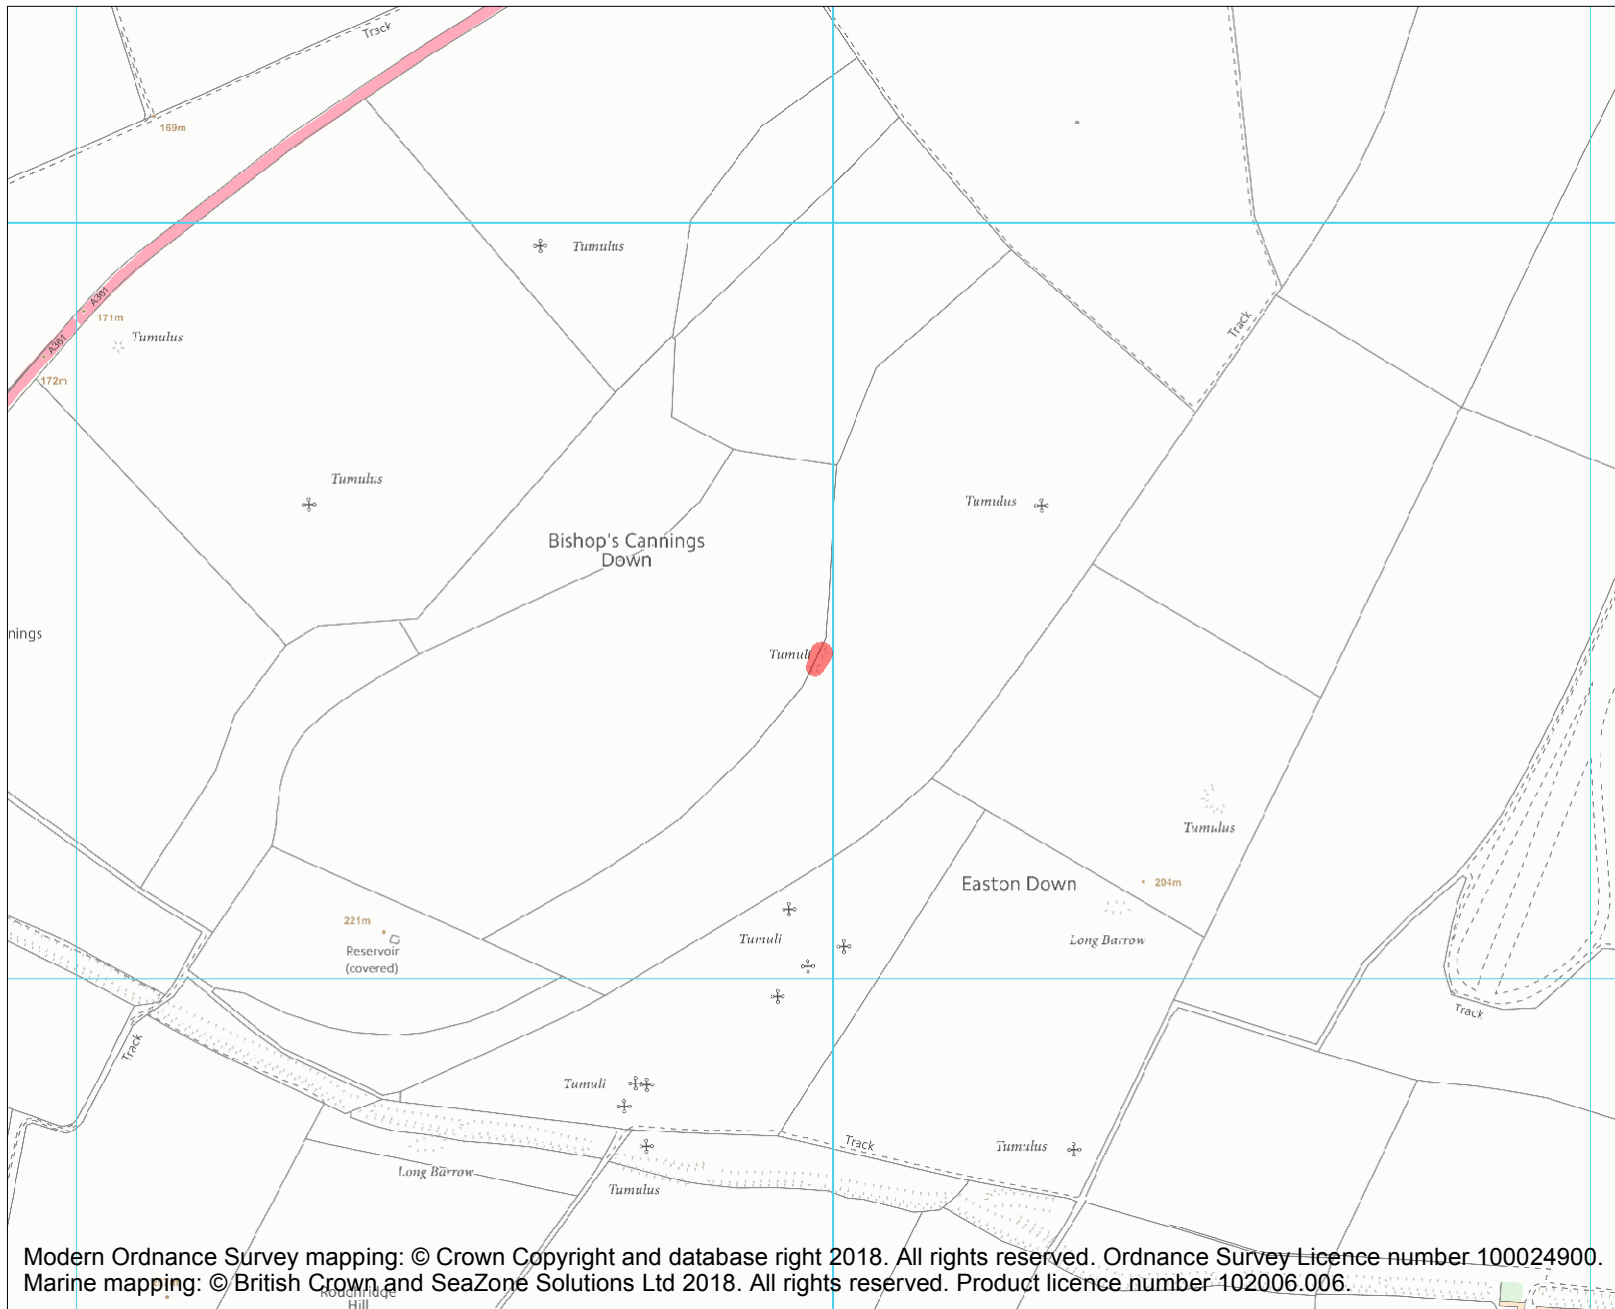 Track
169m
Tumulus
A361
171m
Tumulus
A361
172m
Track
Tumulus
Tumulus
Bishop's Cannings
Down
nings
Tumuli
Tumulus
Easton Down
204m
221m
Reservoir
(covered)
Tumuli
Long Barrow
Track
Track
Tumuli
Track
Tumulus
Long Barrow
Tumulus
Modern Ordnance Survey mapping: © Crown Copyright and database right 2018. All rights reserved. Ordnance Survey Licence number 100024900.
Marine mapping: © British Crown and SeaZone Solutions Ltd 2018. All rights reserved. Product licence number 102006.006.
Roughridge
Hill